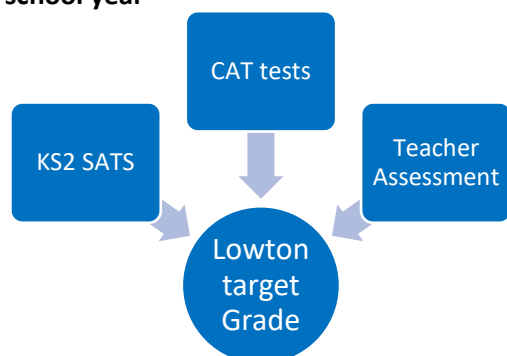 school year
CAT tests
KS2 SATS
Teacher
Assessment
Lowton
target
Grade